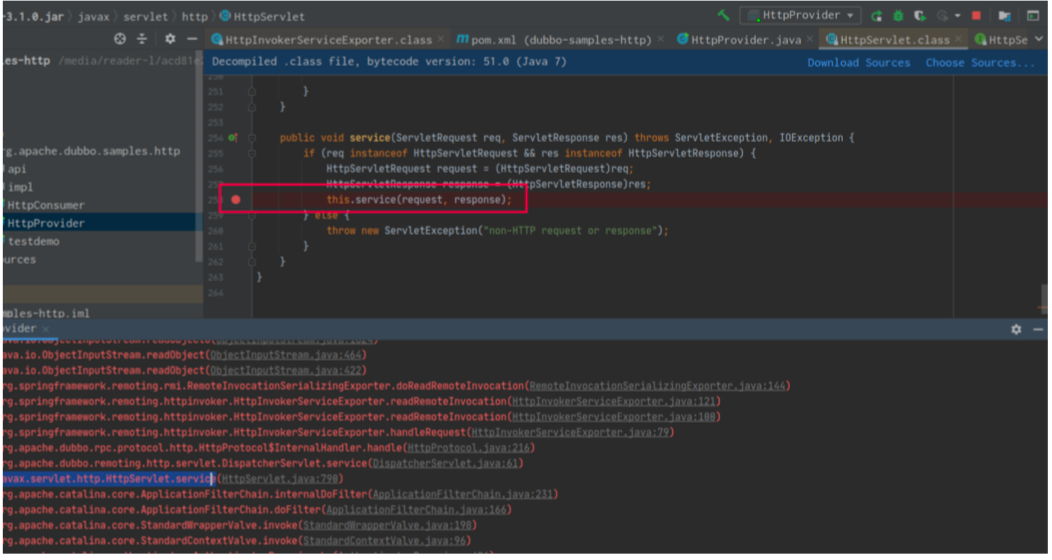 -3.1.0.jar › javax › servlet › http › HttpServlet
HttpProvider
HttpInvokerServiceExporter.class × pom.xml (dubbo-samples-http) × HttpProvider.java × HttpServlet.class × HttpSe
les-http /media/reader-l/acd81e
Decompiled .class file, bytecode version: 51.0 (Java 7) Download Sources Choose Sources...
251 }
252 }
253
254 public void service(ServletRequest req, ServletResponse res) throws ServletException, IOException {
255 if (req instanceof HttpServletRequest && res instanceof HttpServletResponse) {
256 HttpServletRequest request = (HttpServletRequest)req;
257 HttpServletResponse response = (HttpServletResponse)res;
258 this.service(request, response);
259 } else {
260 throw new ServletException("non-HTTP request or response");
261 }
262 }
263 }
264
rg.apache.dubbo.samples.http
api
impl
HttpConsumer
HttpProvider
testdemo
ources
mples-http.iml
ovider ×
ava.io.ObjectInputStream.readObject(ObjectInputStream.java:464)
ava.io.ObjectInputStream.readObject(ObjectInputStream.java:422)
rg.springframework.remoting.rmi.RemoteInvocationSerializingExporter.doReadRemoteInvocation(RemoteInvocationSerializingExporter.java:144)
rg.springframework.remoting.httpinvoker.HttpInvokerServiceExporter.readRemoteInvocation(HttpInvokerServiceExporter.java:121)
rg.springframework.remoting.httpinvoker.HttpInvokerServiceExporter.readRemoteInvocation(HttpInvokerServiceExporter.java:100)
rg.springframework.remoting.httpinvoker.HttpInvokerServiceExporter.handleRequest(HttpInvokerServiceExporter.java:79)
rg.apache.dubbo.rpc.protocol.http.HttpProtocol$InternalHandler.handle(HttpProtocol.java:216)
rg.apache.dubbo.remoting.http.servlet.DispatcherServlet.service(DispatcherServlet.java:61)
avax.servlet.http.HttpServlet.service(HttpServlet.java:790)
rg.apache.catalina.core.ApplicationFilterChain.internalDoFilter(ApplicationFilterChain.java:231)
rg.apache.catalina.core.ApplicationFilterChain.doFilter(ApplicationFilterChain.java:166)
rg.apache.catalina.core.StandardWrapperValve.invoke(StandardWrapperValve.java:198)
rg.apache.catalina.core.StandardContextValve.invoke(StandardContextValve.java:96)